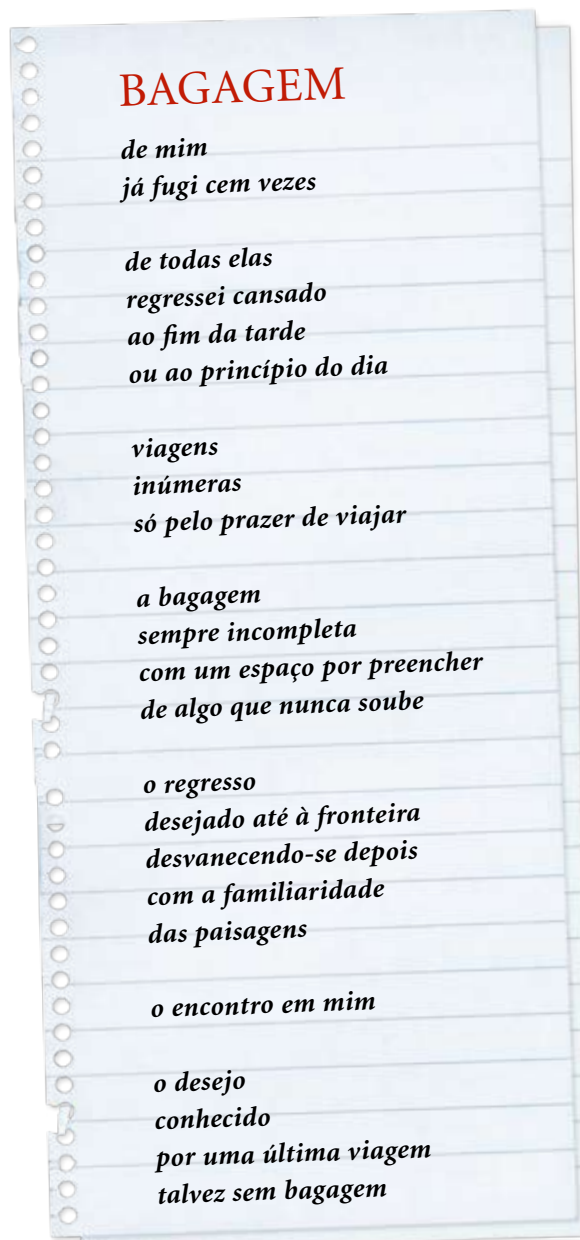 BAGAGEM
de mim
já fugi cem vezes
de todas elas
regressei cansado
ao fim da tarde
ou ao princípio do dia
viagens
inúmeras
só pelo prazer de viajar
a bagagem
sempre incompleta
com um espaço por preencher
de algo que nunca soube
o regresso
desejado até à fronteira
desvanecendo-se depois
com a familiaridade
das paisagens
o encontro em mim
o desejo
conhecido
por uma última viagem
talvez sem bagagem